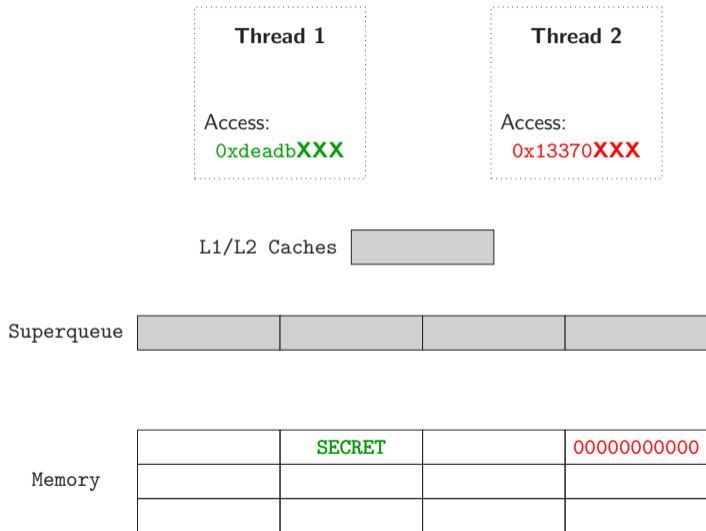 Thread 1
Thread 2
Access:
0xdeadbXXX
Access:
0x13370XXX
L1/L2 Caches
Superqueue
SECRET
00000000000
Memory